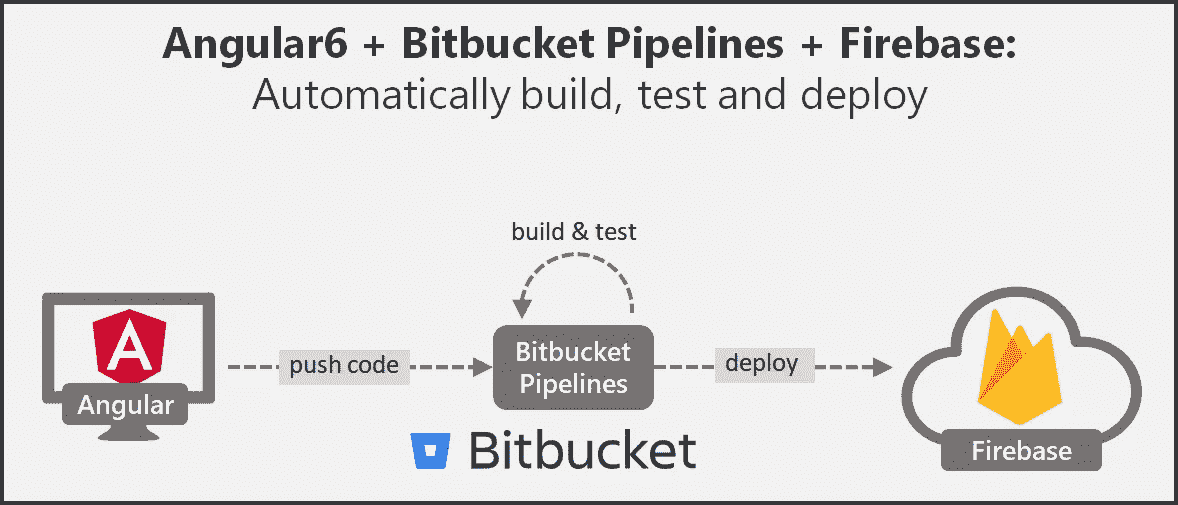 Angular6 + Bitbucket Pipelines + Firebase:
Automatically build, test and deploy
build & test
A
Angular
push code
Bitbucket
Pipelines
deploy
Firebase
Bitbucket